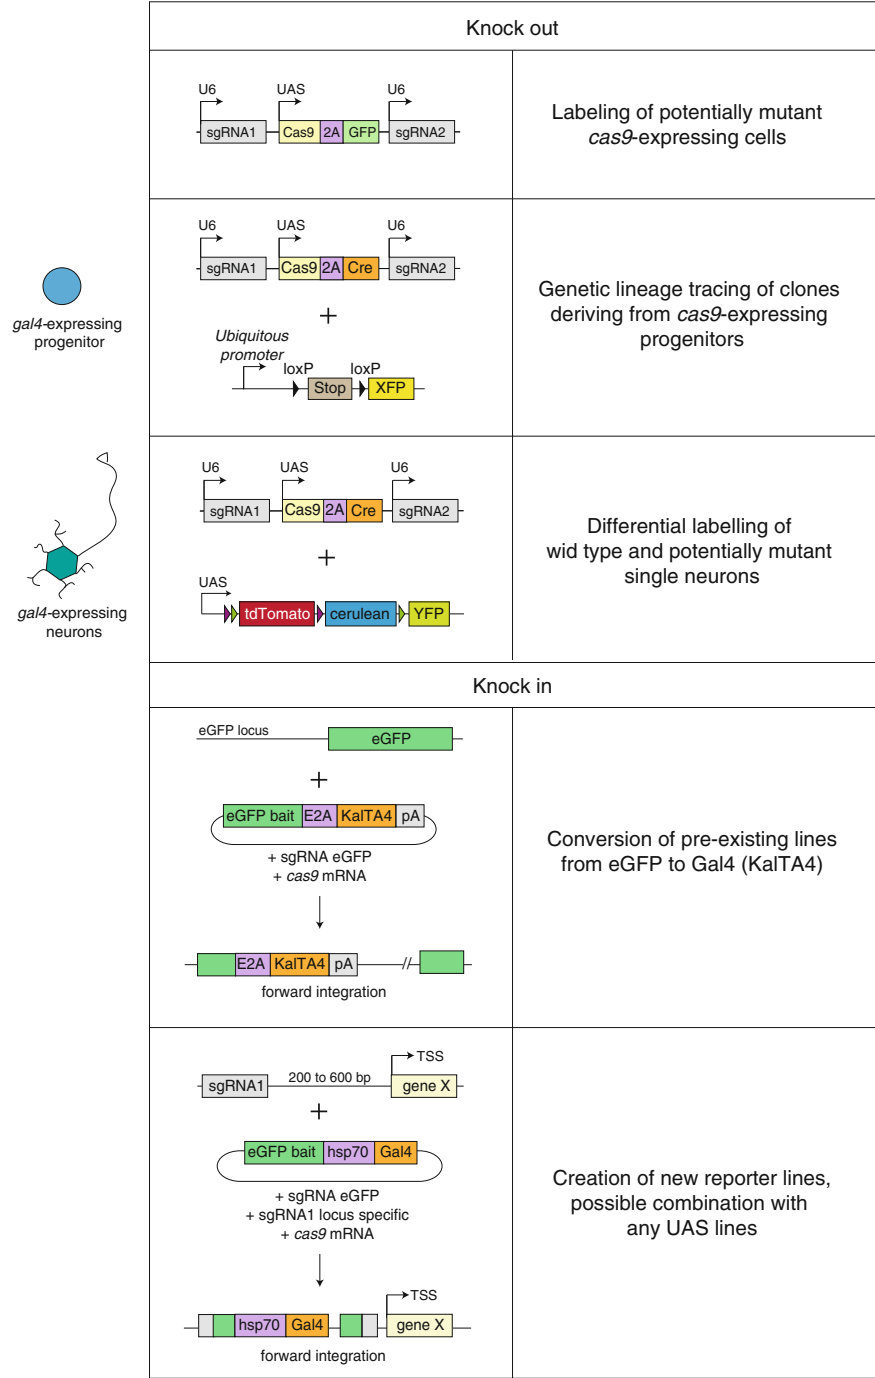 Knock out
U6
UAS
U6
sgRNA1
Cas9
2A
GFP
sgRNA2
Labeling of potentially mutant
cas9-expressing cells
gal4-expressing
progenitor
U6
UAS
U6
sgRNA1
Cas9
2A
Cre
sgRNA2
+
Ubiquitous
promoter
loxP
loxP
Stop
XFP
Genetic lineage tracing of clones
deriving from cas9-expressing
progenitors
gal4-expressing
neurons
U6
UAS
U6
sgRNA1
Cas9
2A
Cre
sgRNA2
+
UAS
tdTomato
cerulean
YFP
Differential labelling of
wid type and potentially mutant
single neurons
Knock in
eGFP locus
eGFP
+
eGFP bait
E2A
KalTA4
pA
+ sgRNA eGFP
+ cas9 mRNA
E2A
KalTA4
pA
//
forward integration
Conversion of pre-existing lines
from eGFP to Gal4 (KalTA4)
TSS
sgRNA1
200 to 600 bp
gene X
+
eGFP bait
hsp70
Gal4
+ sgRNA eGFP
+ sgRNA1 locus specific
+ cas9 mRNA
TSS
hsp70
Gal4
gene X
forward integration
Creation of new reporter lines,
possible combination with
any UAS lines